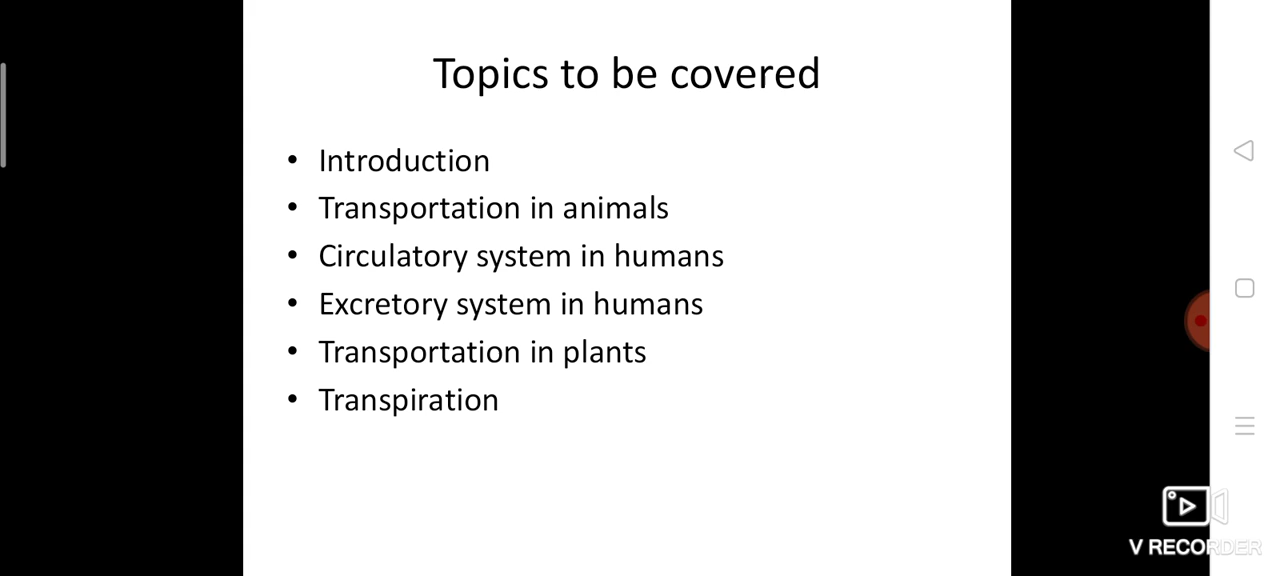 Topics to be covered
• Introduction
• Transportation in animals
• Circulatory system in humans
• Excretory system in humans
• Transportation in plants
• Transpiration
V RECORDER